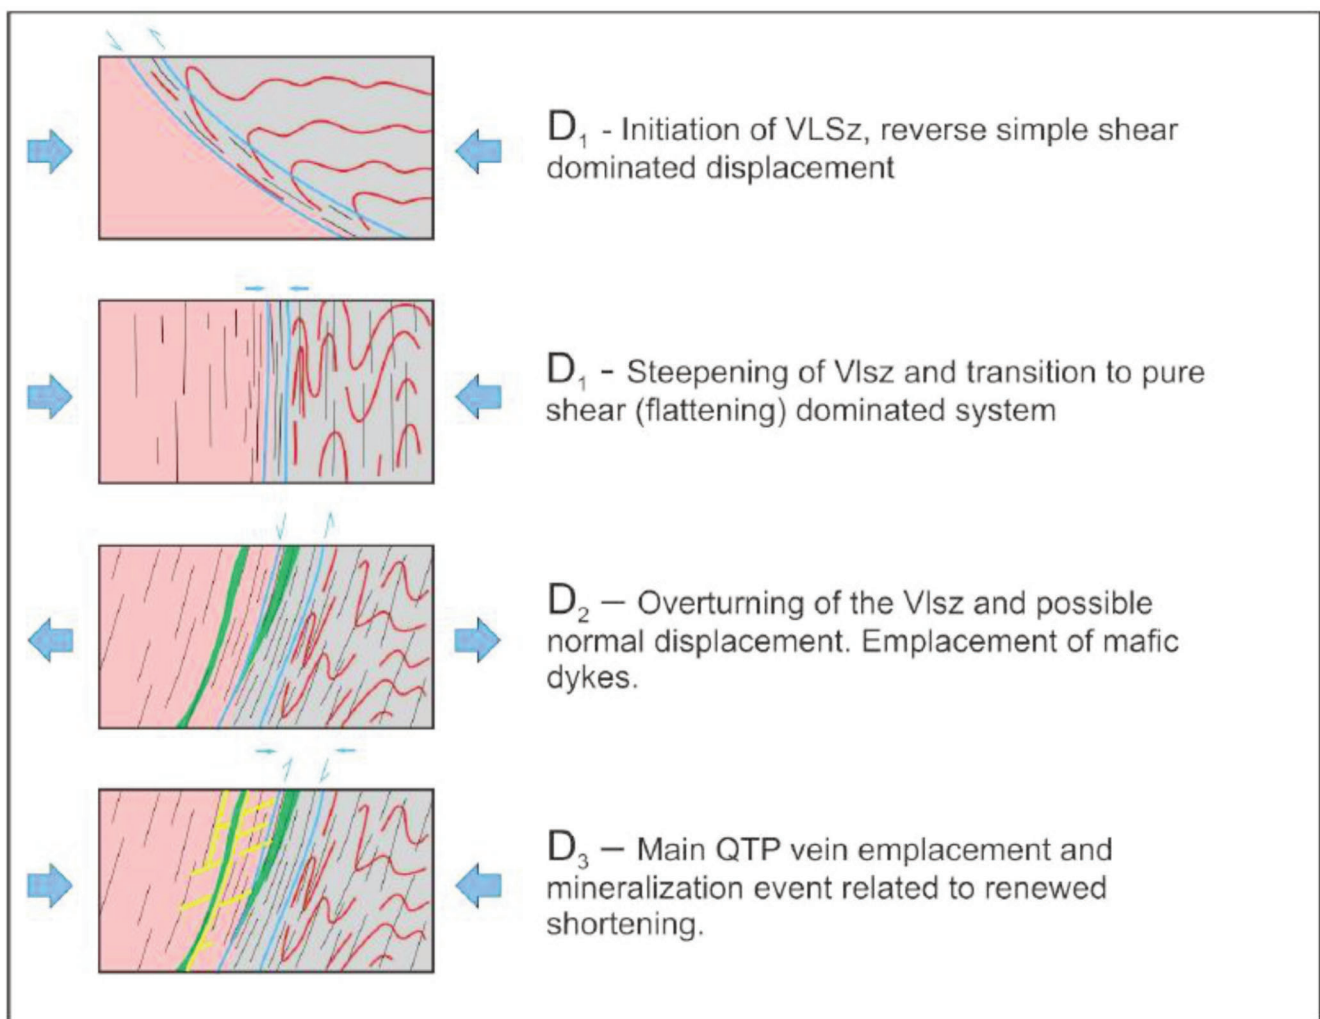 D₁ - Initiation of VLSz, reverse simple shear
dominated displacement
D₁ - Steepening of Vlsz and transition to pure
shear (flattening) dominated system
D₂ – Overturning of the Vlsz and possible
normal displacement. Emplacement of mafic
dykes.
D₃ – Main QTP vein emplacement and
mineralization event related to renewed
shortening.